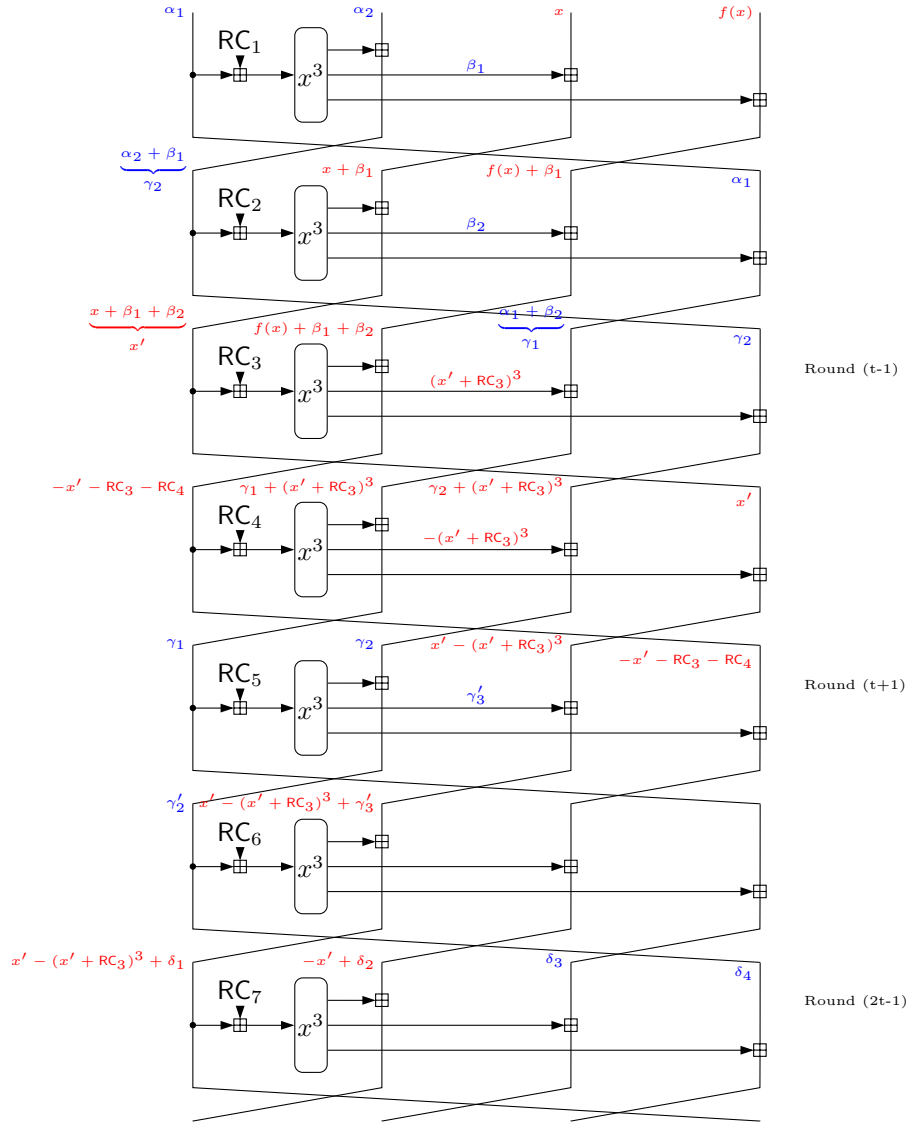 α₁ α₂ x f(x)
RC₁
x³ β₁
α₂ + β₁ x + β₁ f(x) + β₁ α₁
γ₂
RC₂
x³ β₂
x + β₁ + β₂ f(x) + β₁ + β₂ α₁ + β₂ γ₂
x′ γ₁
RC₃ Round (t-1)
x³ (x′ + RC₃)³
−x′ − RC₃ − RC₄ γ₁ + (x′ + RC₃)³ γ₂ + (x′ + RC₃)³ x′
RC₄
x³ −(x′ + RC₃)³
γ₁ γ₂ x′ − (x′ + RC₃)³ −x′ − RC₃ − RC₄
RC₅ Round (t+1)
x³ γ′₃
γ′₂ x′ − (x′ + RC₃)³ + γ′₃
RC₆
x³
x′ − (x′ + RC₃)³ + δ₁ −x′ + δ₂ δ₃ δ₄
RC₇ Round (2t-1)
x³